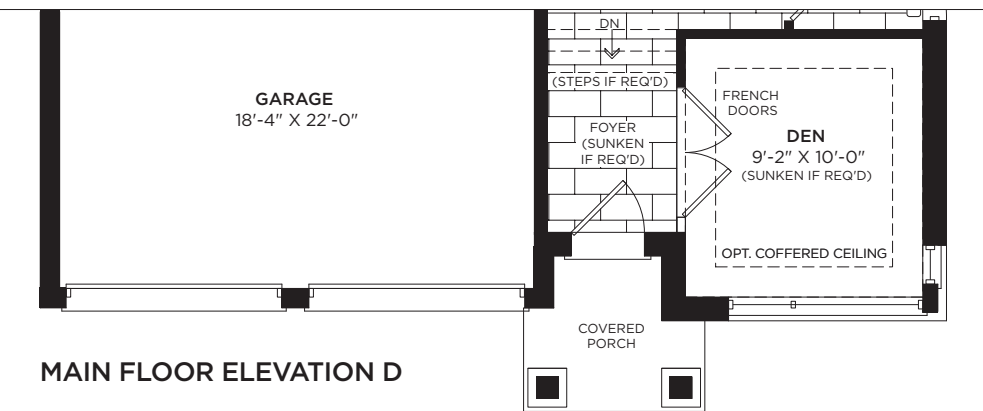 DN
(STEPS IF REQ'D)
GARAGE
18'-4" X 22'-0"
FOYER
(SUNKEN
IF REQ'D)
FRENCH
DOORS
DEN
9'-2" X 10'-0"
(SUNKEN IF REQ'D)
OPT. COFFERED CEILING
COVERED
PORCH
MAIN FLOOR ELEVATION D